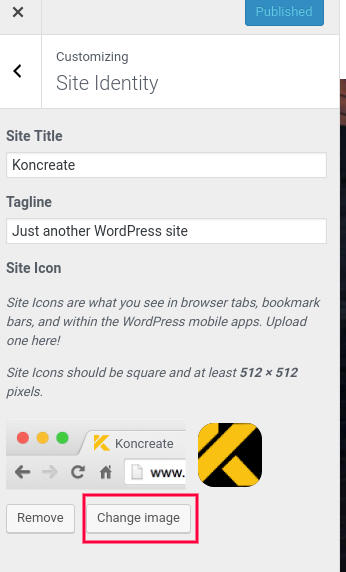 Published
Customizing
Site Identity
Site Title
Koncreate
Tagline
Just another WordPress site
Site Icon
Site Icons are what you see in browser tabs, bookmark
bars, and within the WordPress mobile apps. Upload
one here!
Site Icons should be square and at least 512 × 512
pixels.
Koncreate
www.
Remove
Change image